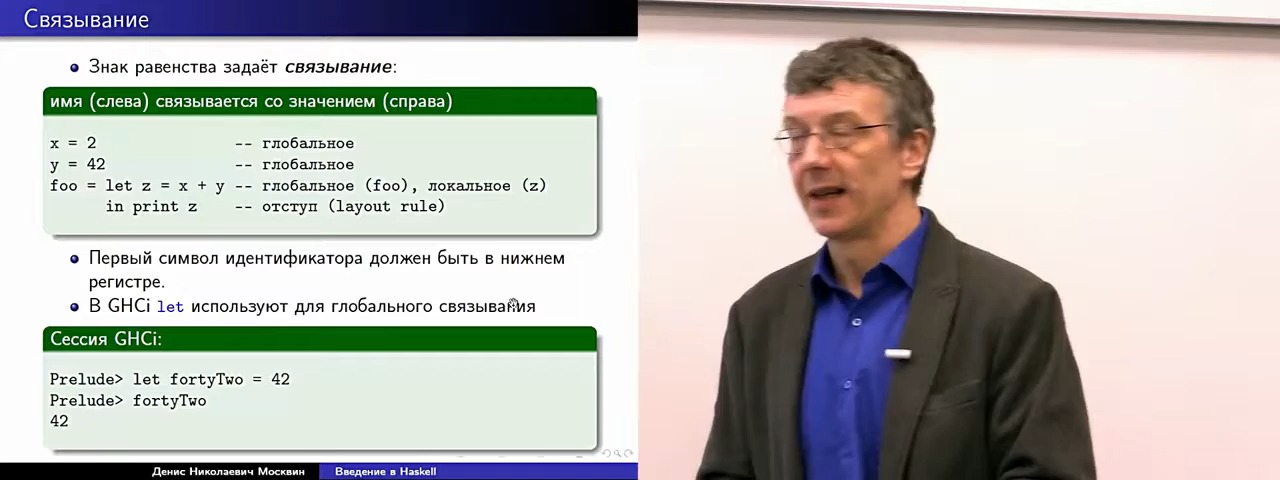 Связывание
Знак равенства задаёт связывание:
имя (слева) связывается со значением (справа)
x = 2 -- глобальное
y = 42 -- глобальное
foo = let z = x + y -- глобальное (foo), локальное (z)
in print z -- отступ (layout rule)
Первый символ идентификатора должен быть в нижнем
регистре.
В GHCi let используют для глобального связывания
Сессия GHCi:
Prelude> let fortyTwo = 42
Prelude> fortyTwo
42
Денис Николаевич Москвин Введение в Haskell